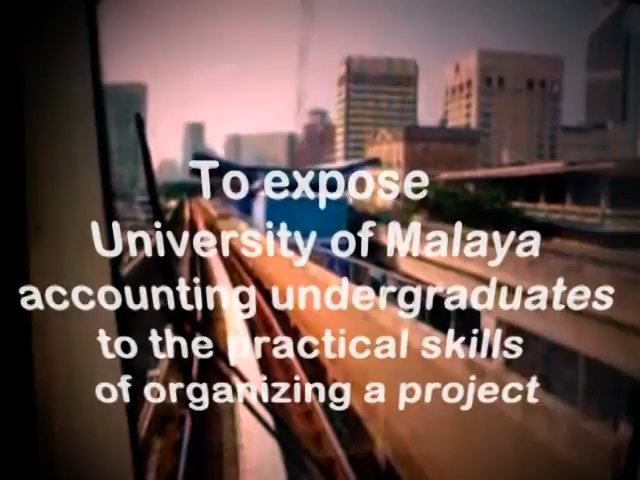 To expose
University of Malaya
accounting undergraduates
to the practical skills
of organizing a project